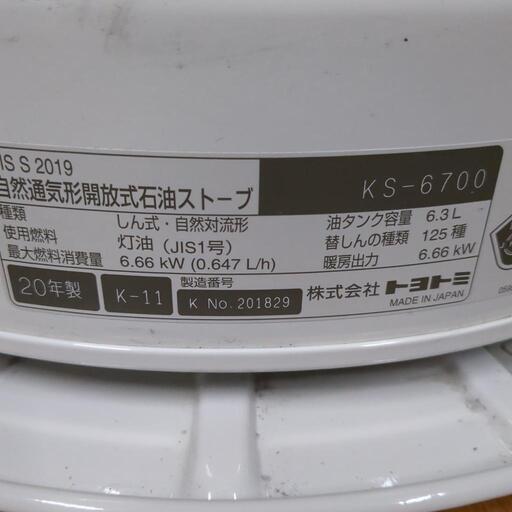 IS S 2019
自然通気形開放式石油ストーブ
KS-6700
種類 しん式・自然対流形
使用燃料 灯油（JIS1号）
最大燃料消費量 6.66 kW (0.647 L/h)
油タンク容量 6.3 L
替しんの種類 125種
暖房出力 6.66 kW
20年製
K-11
製造番号
K No.201829
株式会社トヨトミ
MADE IN JAPAN